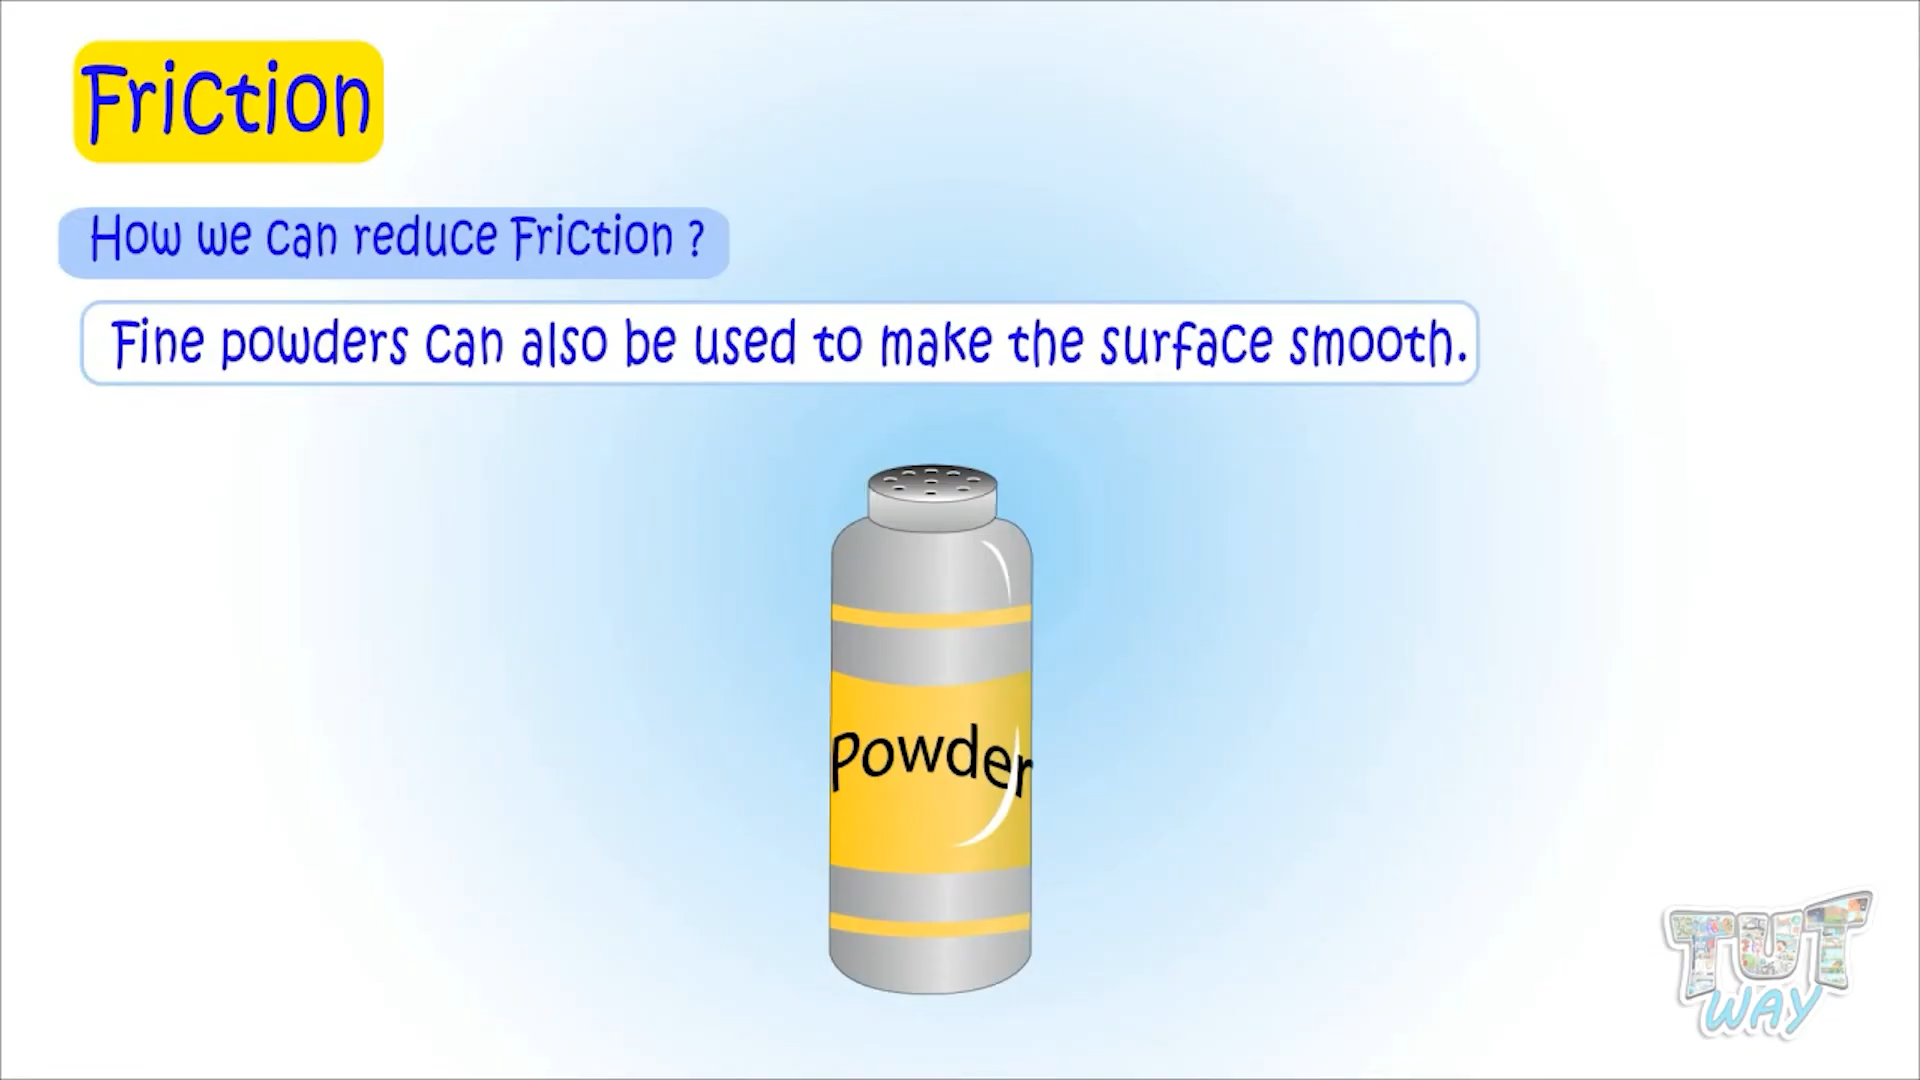 Friction
How we can reduce Friction ?
Fine powders can also be used to make the surface smooth.
Powder
TUT
WAY